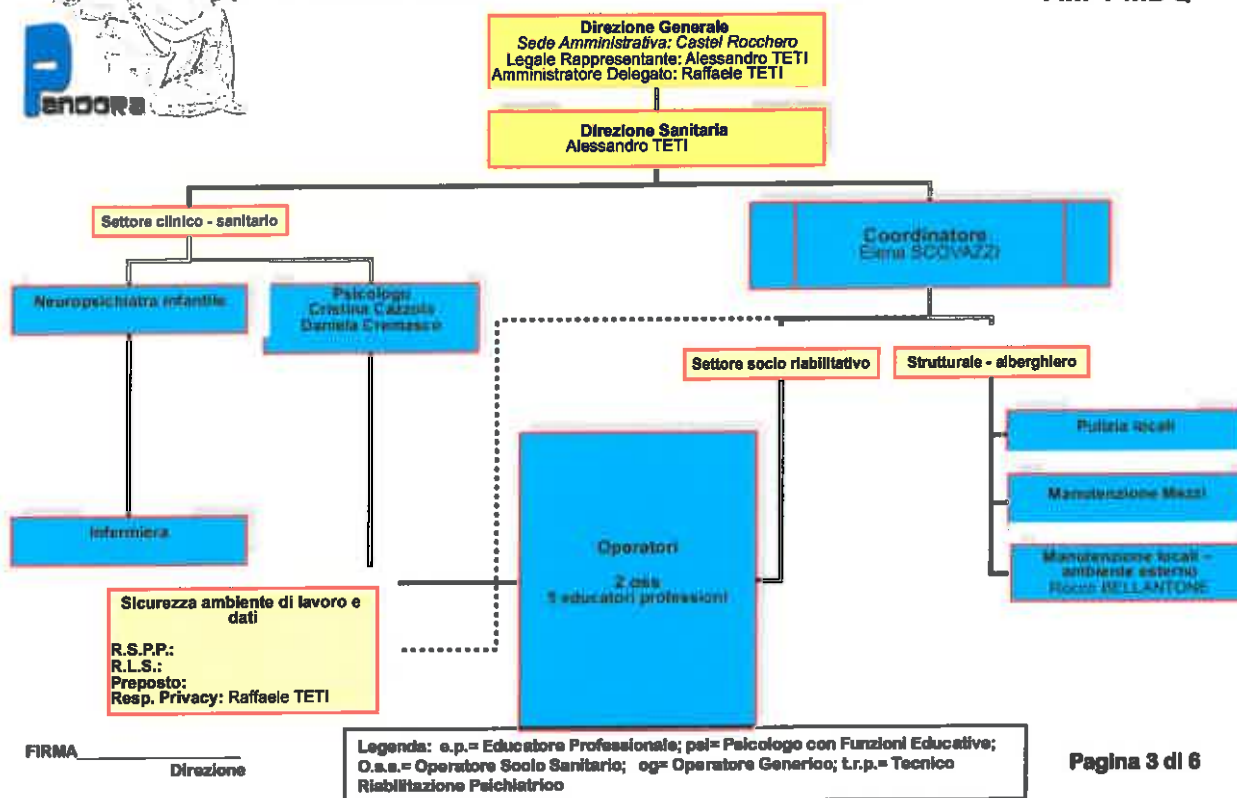 Pandora
Direzione Generale
Sede Amministrativa: Castel Rocchero
Legale Rappresentante: Alessandro TETI
Amministratore Delegato: Raffaele TETI
Direzione Sanitaria
Alessandro TETI
Settore clinico - sanitario
Coordinatore
Elena SCOVAZZI
Neuropsichiatra infantile
Psicologo
Cristina Cazzola
Daniela Cremasco
Settore socio riabilitativo
Strutturale - alberghiero
Pulizia locali
Manutenzione Mezzi
Manutenzione locali -
ambiente esterno
Rocco BELLANTONE
Infermiera
Operatori
2 oss
5 educatori professioni
Sicurezza ambiente di lavoro e
dati
R.S.P.P.:
R.L.S.:
Preposto:
Resp. Privacy: Raffaele TETI
FIRMA
Direzione
Legenda: e.p.= Educatore Professionale; psi= Psicologo con Funzioni Educative;
O.s.s.= Operatore Socio Sanitario; og= Operatore Generico; t.r.p.= Tecnico
Riabilitazione Psichiatrico
Pagina 3 di 6